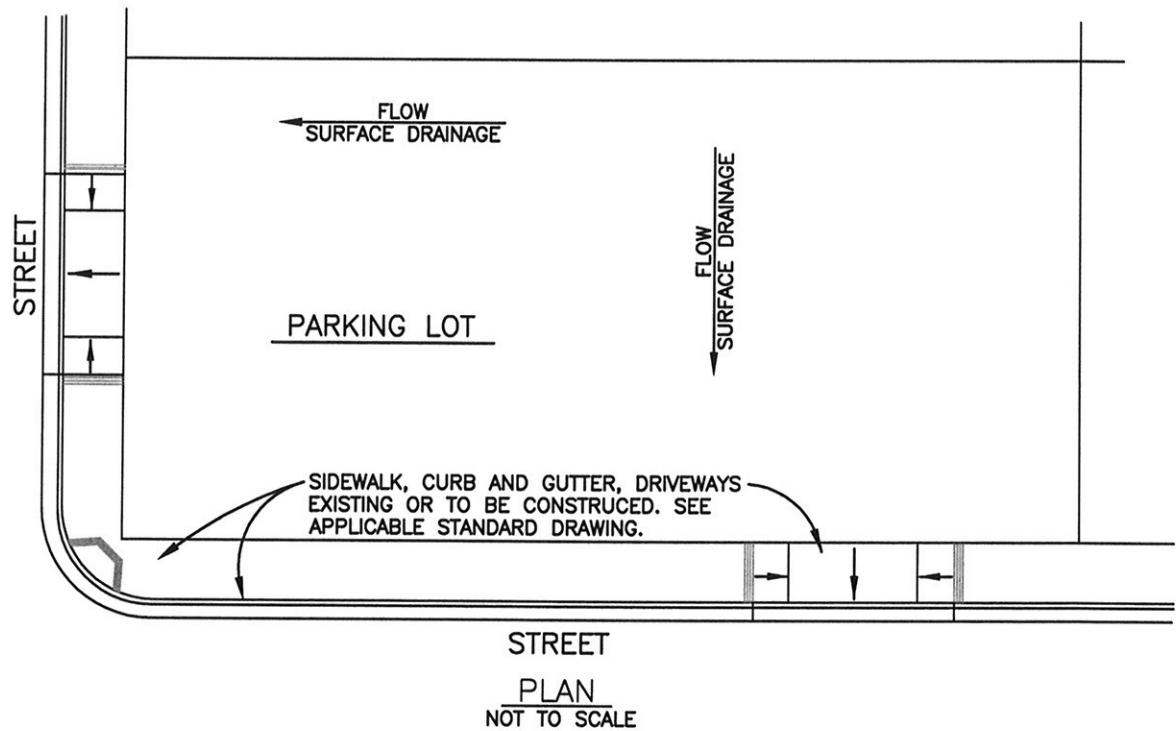 FLOW
SURFACE DRAINAGE
FLOW
SURFACE DRAINAGE
STREET
PARKING LOT
SIDEWALK, CURB AND GUTTER, DRIVEWAYS
EXISTING OR TO BE CONSTRUCED. SEE
APPLICABLE STANDARD DRAWING.
STREET
PLAN
NOT TO SCALE